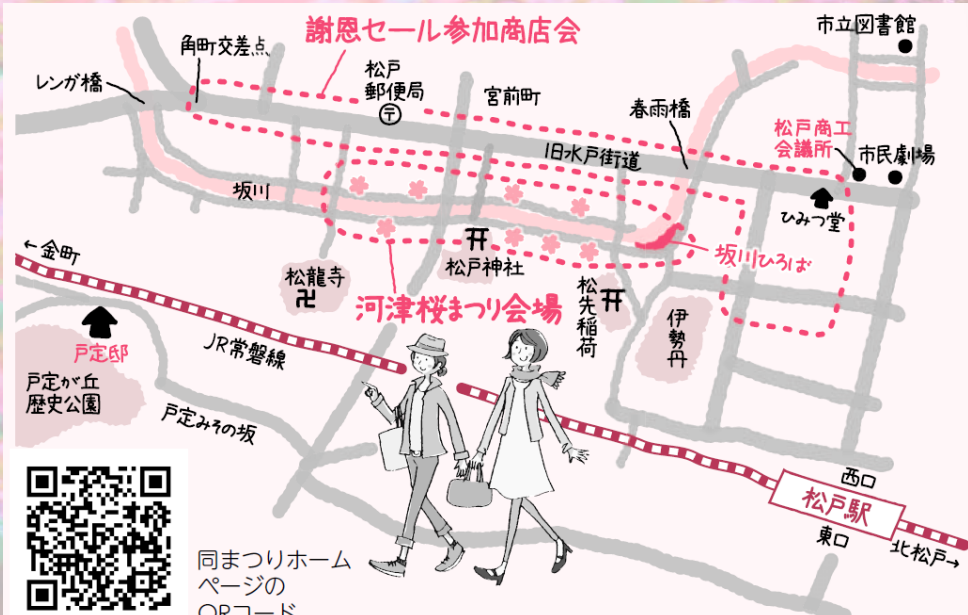 謝恩セール参加商店会
市立図書館
角町交差点
レンガ橋
松戸
郵便局
〒
宮前町
春雨橋
松戸商工
会議所
市民劇場
旧水戸街道
坂川
ひみつ堂
←金町
松龍寺
卍
松戸神社
坂川ひろば
松先稲荷
河津桜まつり会場
伊勢丹
戸定邸
JR常磐線
戸定が丘
歴史公園
戸定みその坂
西口
松戸駅
東口
北松戸→
同まつりホーム
ページの
QRコード